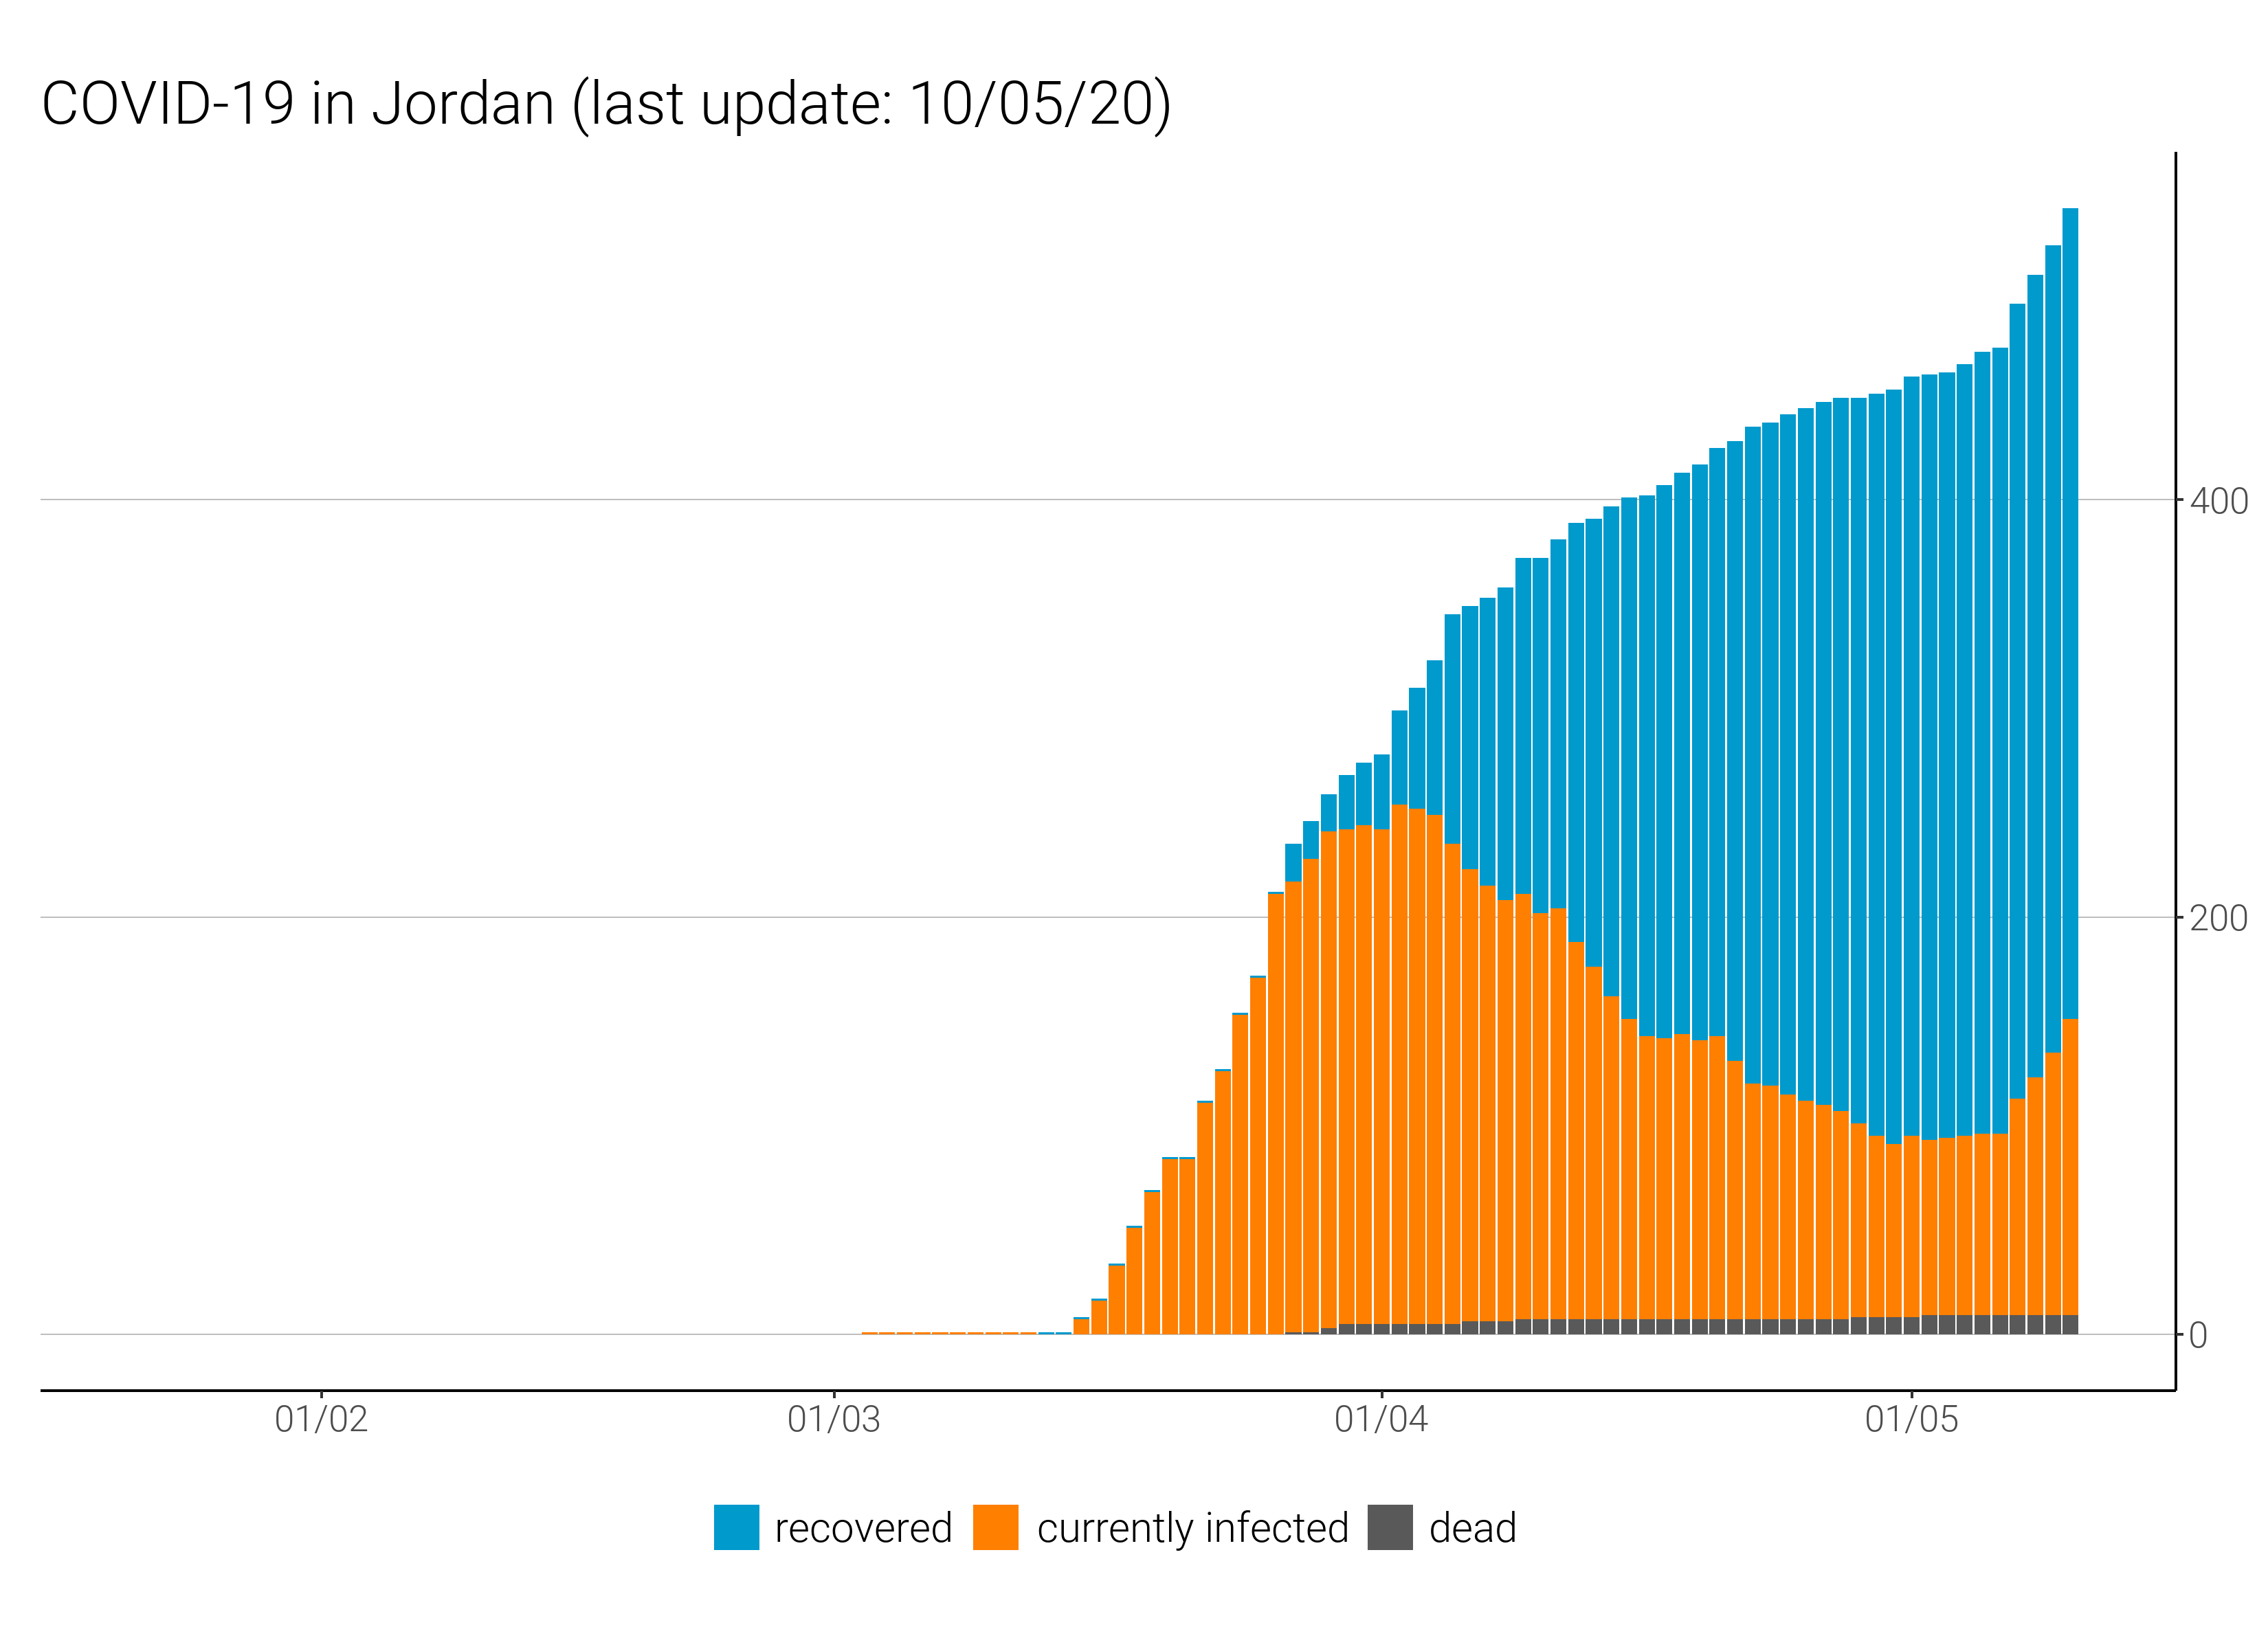 COVID-19 in Jordan (last update: 10/05/20)
400
200
0
01/02 01/03 01/04 01/05
recovered currently infected dead